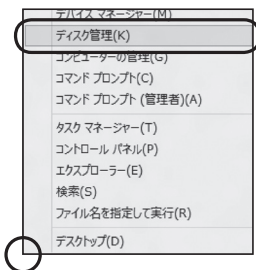 デバイス マネージャー(M)
ディスク管理(K)
コンピューターの管理(G)
コマンド プロンプト(C)
コマンド プロンプト (管理者)(A)
タスク マネージャー(T)
コントロール パネル(P)
エクスプローラー(E)
検索(S)
ファイル名を指定して実行(R)
デスクトップ(D)